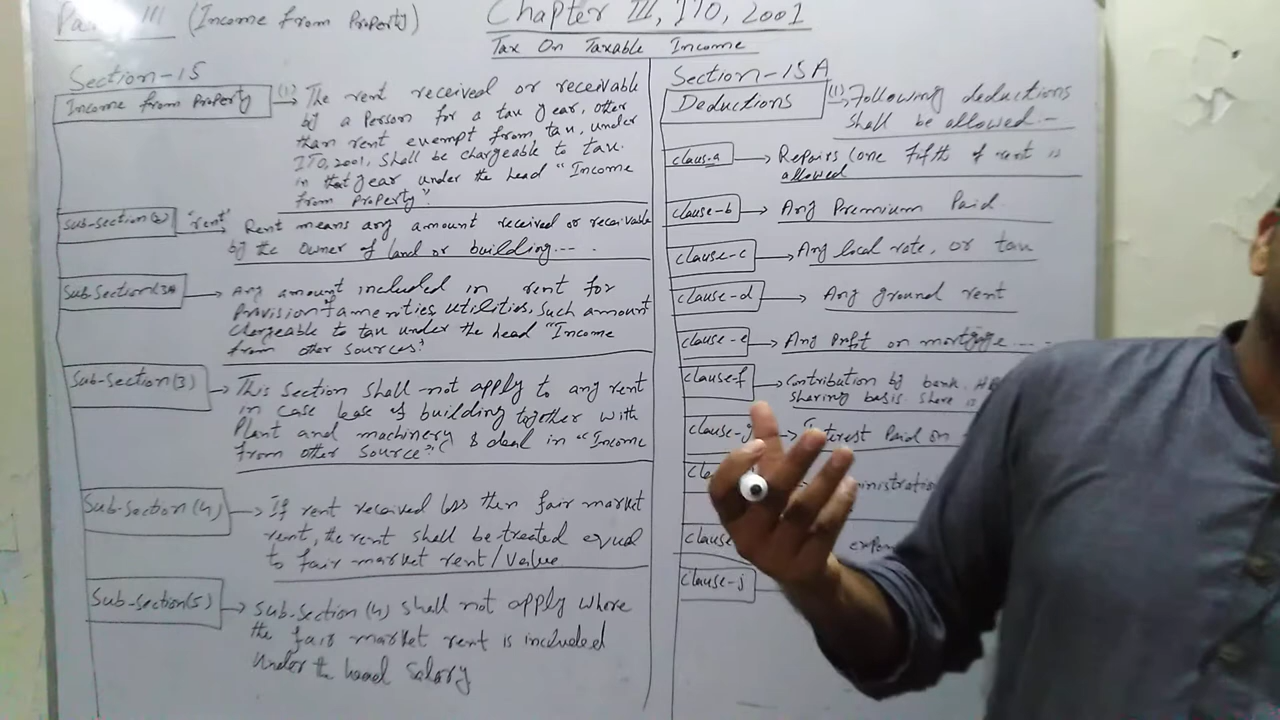 Part III (Income from Property)
Chapter III, ITO, 2001
Tax On Taxable Income
Section-15
Income from Property (1) The rent received or receivable
by a Person for a tax year, other
than rent exempt from tax, under
ITO, 2001, Shall be chargeable to tax.
in that year under the head "Income
from Property".
Sub-section(2) "rent" Rent means any amount received or receivable
by the owner of land or building....
Sub-section(3A Any amount included in rent for
Provision of amenities, utilities, Such amount
Chargeable to tax under the head "Income
from other sources".
Sub-section(3) This Section Shall not apply to any rent
in case lease of building together with
Plant and machinery & deal in "Income
from other source".
Sub-section(4) If rent received less then fair market
rent, the rent shall be treated equal
to fair market rent/value
Sub-section(5) Sub-section(4) Shall not apply where
the fair market rent is included
under the head Salary
Section-15A
Deductions (1) Following deductions
shall be allowed:-
clause-a Repairs (one fifth of rent is
allowed
clause-b Any Premium Paid.
clause-c Any local rate, or tax
clause-d Any ground rent
clause-e Any Profit on mortgage....
clause-f Contribution by bank,
sharing basis share is
clause-g Interest Paid on
clause-j